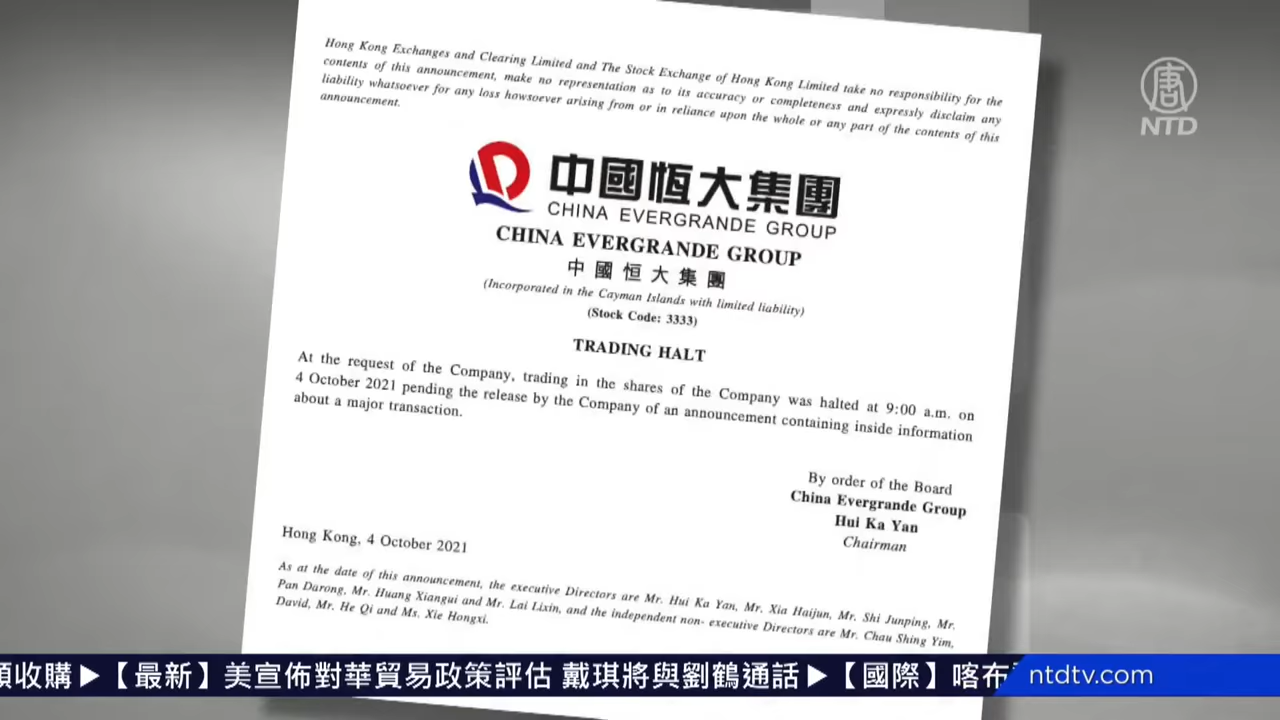 Hong Kong Exchanges and Clearing Limited and The Stock Exchange of Hong Kong Limited take no responsibility for the
contents of this announcement, make no representation as to its accuracy or completeness and expressly disclaim any
liability whatsoever for any loss howsoever arising from or in reliance upon the whole or any part of the contents of this
announcement.
唐
NTD
中國恆大集團
CHINA EVERGRANDE GROUP
CHINA EVERGRANDE GROUP
中國恒大集團
(Incorporated in the Cayman Islands with limited liability)
(Stock Code: 3333)
TRADING HALT
At the request of the Company, trading in the shares of the Company was halted at 9:00 a.m. on
4 October 2021 pending the release by the Company of an announcement containing inside information
about a major transaction.
By order of the Board
China Evergrande Group
Hui Ka Yan
Chairman
Hong Kong, 4 October 2021
As at the date of this announcement, the executive Directors are Mr. Hui Ka Yan, Mr. Xia Haijun, Mr. Shi Junping, Mr.
Pan Darong, Mr. Huang Xiangui and Mr. Lai Lixin, and the independent non- executive Directors are Mr. Chau Shing Yim,
David, Mr. He Qi and Ms. Xie Hongxi.
收購▶【最新】美宣佈對華貿易政策評估 戴琪將與劉鶴通話▶【國際】喀布
ntdtv.com